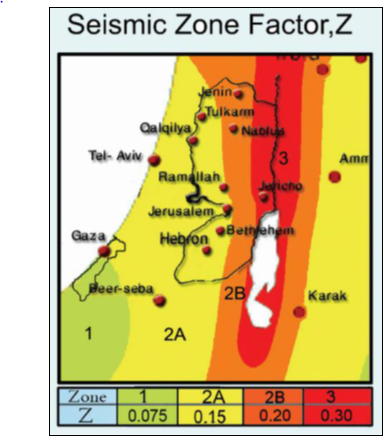 .
Seismic Zone Factor,Z
Jenin
Tulkarm
Qalqilya
Nablus
Tel- Aviv
3
Amm
Ramallah
Jericho
Jerusalem
Gaza
Hebron
Bethlehem
Beer-seba
2B
Karak
1
2A
Zone 1 2A 2B 3
Z 0.075 0.15 0.20 0.30